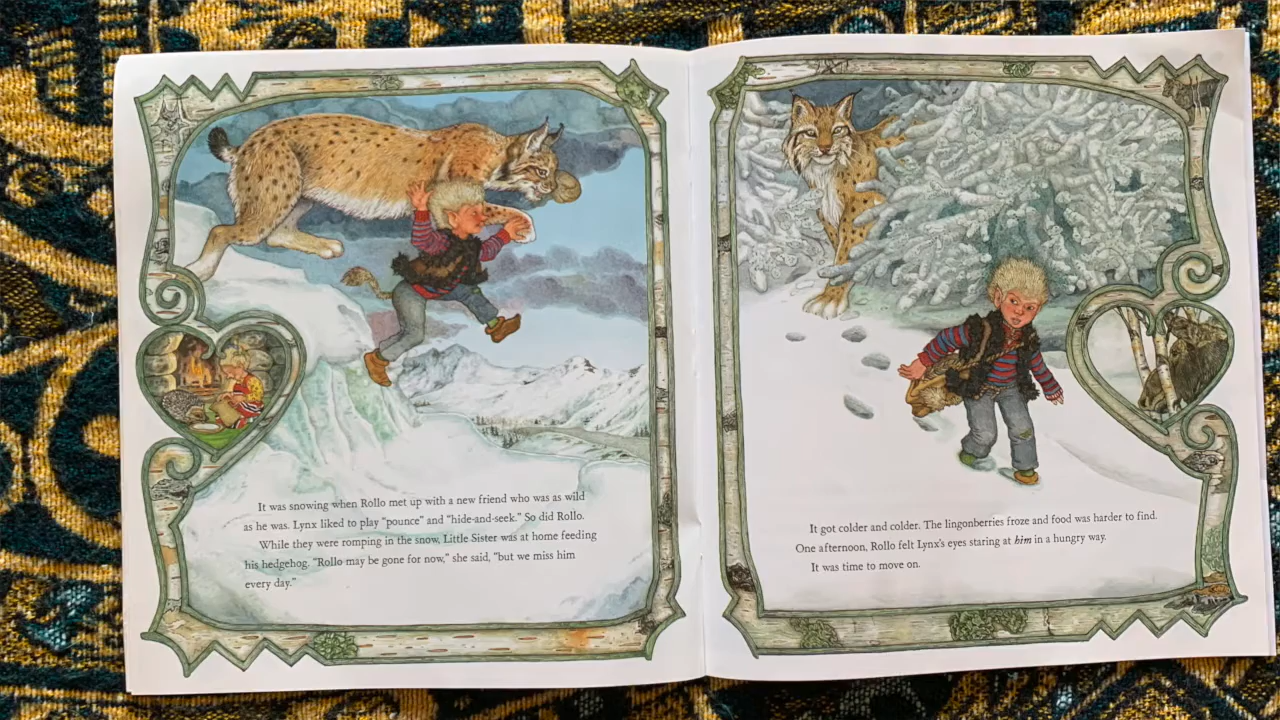 It was snowing when Rollo met up with a new friend who was as wild
as he was. Lynx liked to play “pounce” and “hide-and-seek.” So did Rollo.
While they were romping in the snow, Little Sister was at home feeding
his hedgehog. “Rollo may be gone for now,” she said, “but we miss him
every day.”
It got colder and colder. The lingonberries froze and food was harder to find.
One afternoon, Rollo felt Lynx’s eyes staring at him in a hungry way.
It was time to move on.